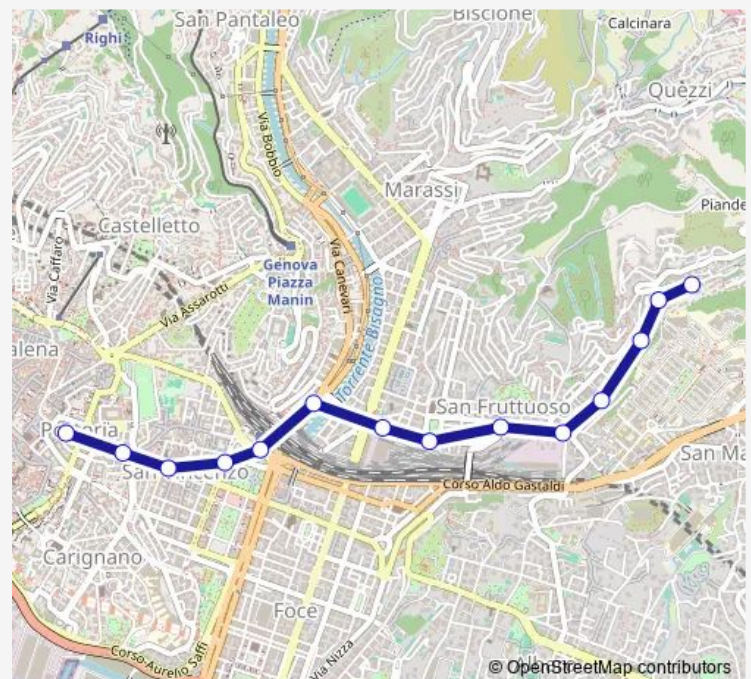 San Pantaleo
Biscione
Calcinara
Righi
Quezzi
Via Bobbio
Marassi
Piande
Castelletto
Via Caffaro
Genova
Piazza
Manin
Via Canevari
Via Assarotti
Torrente Bisagno
alena
San Fruttuoso
San Ma
Corso Aldo Gastaldi
Carignano
Foce
Via Nizza
Corso Aurelio Saffi
© OpenStreetMap contributors